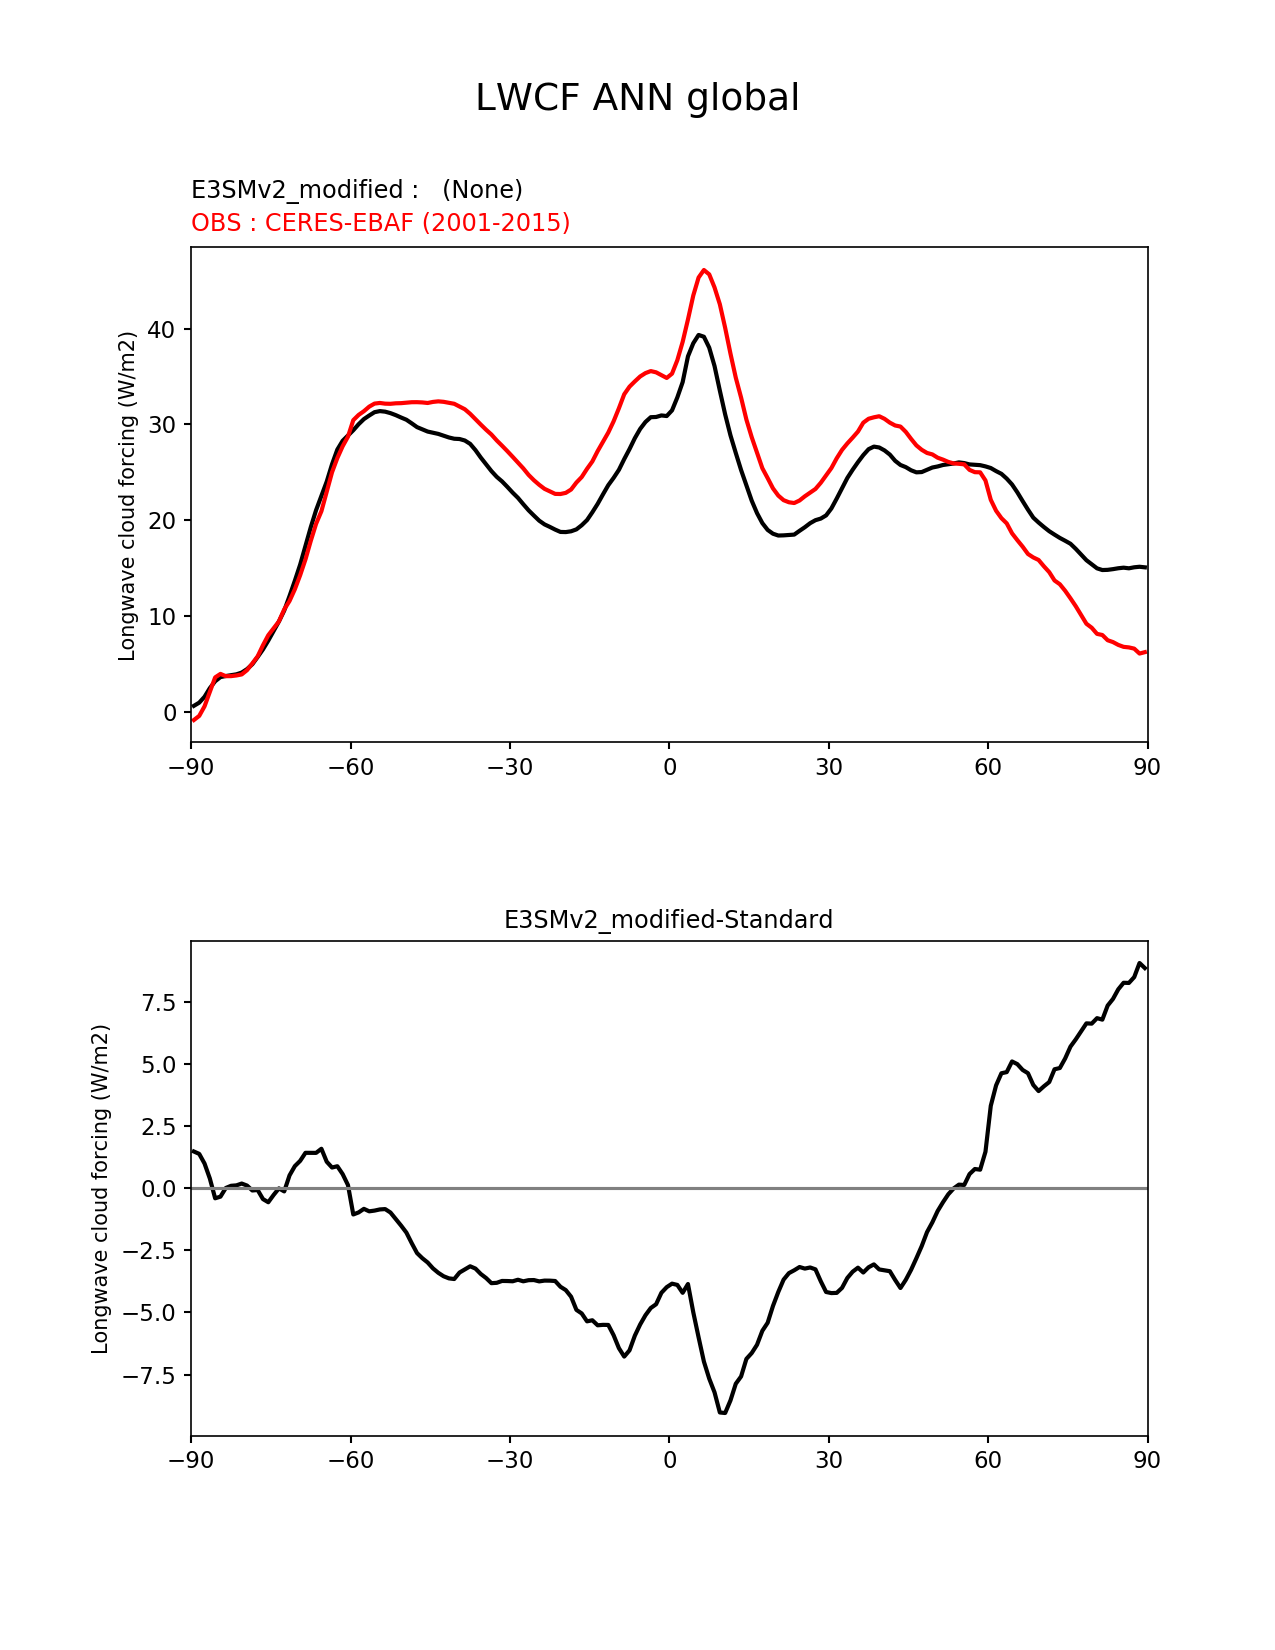 LWCF ANN global
E3SMv2_modified :   (None)
OBS : CERES-EBAF (2001-2015)
Longwave cloud forcing (W/m2)
40
30
20
10
0
−90 −60 −30 0 30 60 90
E3SMv2_modified-Standard
Longwave cloud forcing (W/m2)
7.5
5.0
2.5
0.0
−2.5
−5.0
−7.5
−90 −60 −30 0 30 60 90